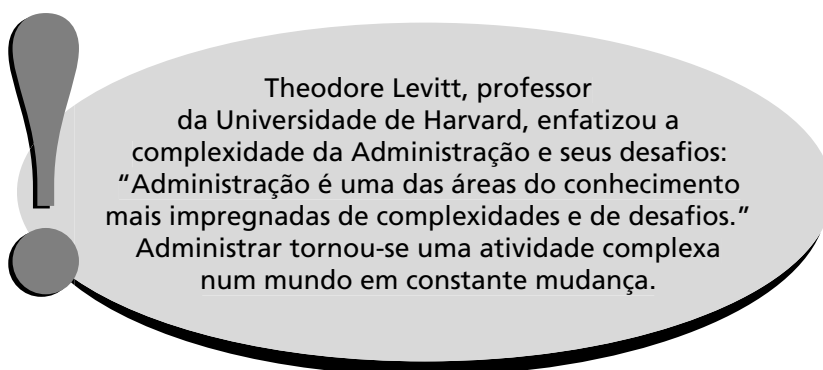 Theodore Levitt, professor
da Universidade de Harvard, enfatizou a
complexidade da Administração e seus desafios:
“Administração é uma das áreas do conhecimento
mais impregnadas de complexidades e de desafios.”
Administrar tornou-se uma atividade complexa
num mundo em constante mudança.